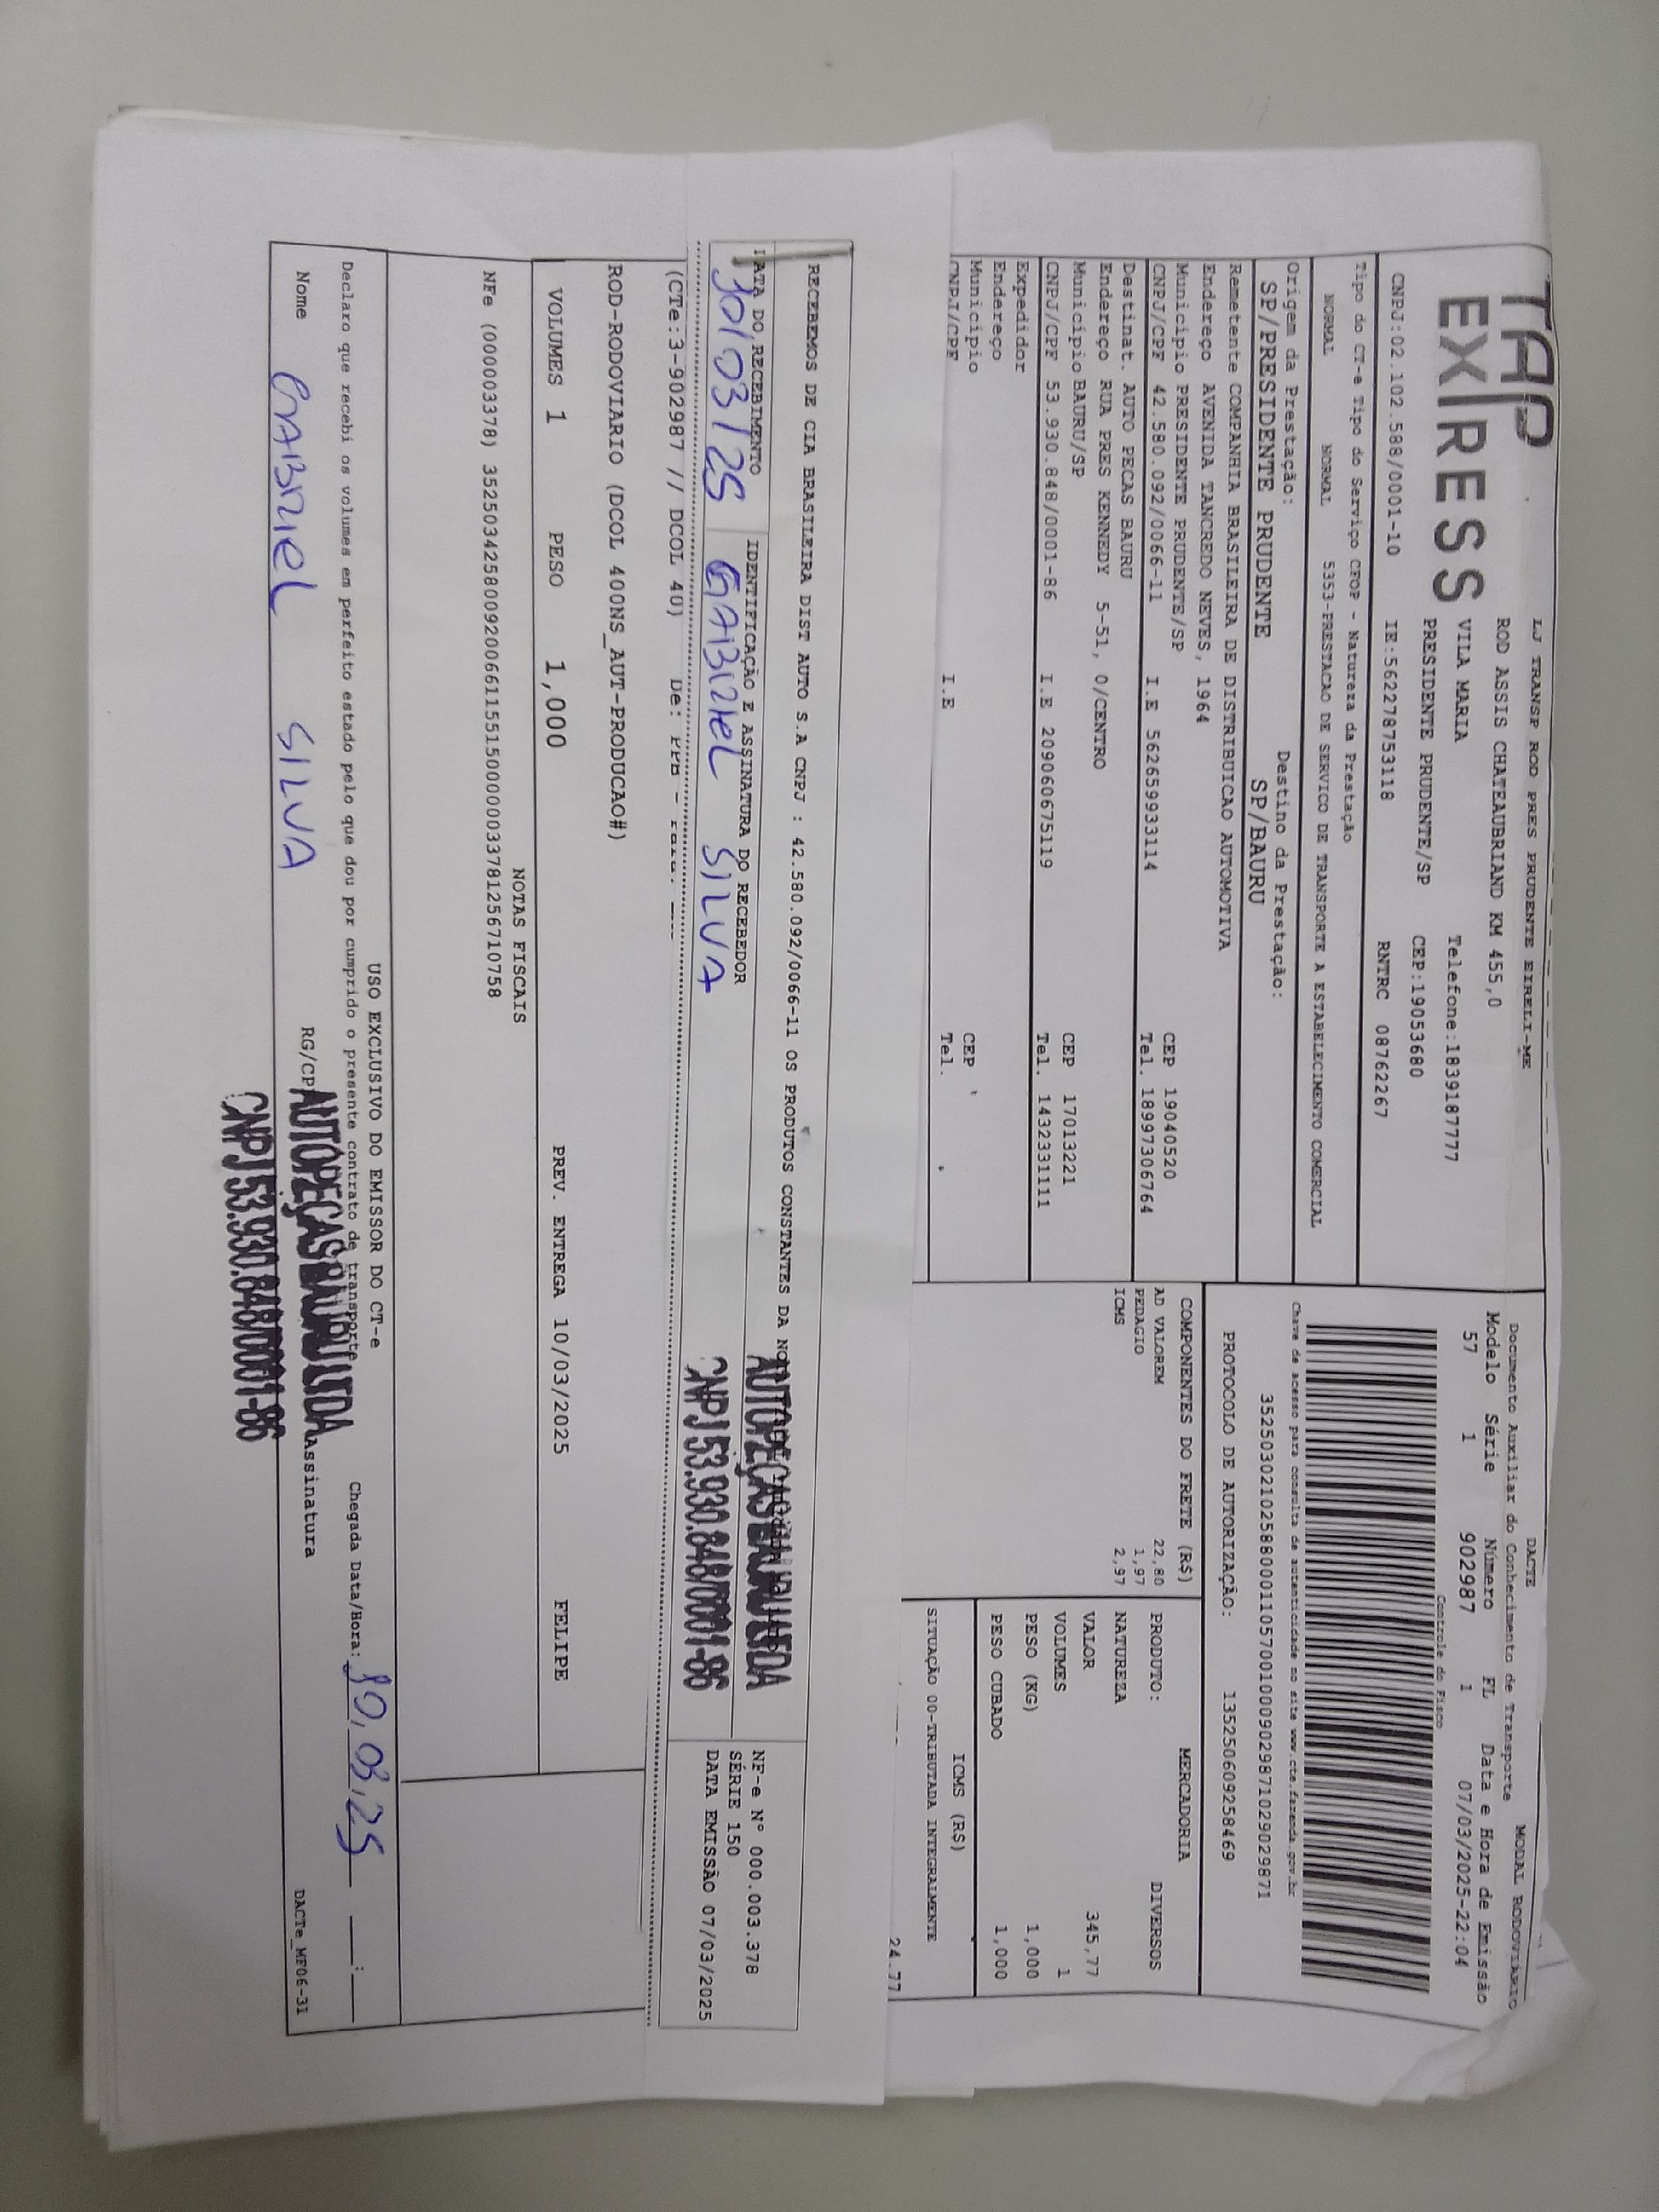 TAP
EX/RESS
LJ TRANSP ROD PRES PRUDENTE EIRELI-ME
ROD ASSIS CHATEAUBRIAND KM 455,0
VILA MARIA Telefone:1839187777
PRESIDENTE PRUDENTE/SP CEP:19053680
CNPJ:02.102.588/0001-10 IE:562278753118 RNTRC 08762267
Tipo do CT-e Tipo do Serviço CFOP - Natureza da Prestação
NORMAL NORMAL 5353-PRESTACAO DE SERVICO DE TRANSPORTE A ESTABELECIMENTO COMERCIAL
Origem da Prestação: Destino da Prestação:
SP/PRESIDENTE PRUDENTE SP/BAURU
Remetente COMPANHIA BRASILEIRA DE DISTRIBUICAO AUTOMOTIVA
Endereço AVENIDA TANCREDO NEVES, 1964
Municipio PRESIDENTE PRUDENTE/SP CEP 19040520
CNPJ/CPF 42.580.092/0066-11 I.E 562659933114 Tel. 18997306764
Destinat. AUTO PECAS BAURU
Endereço RUA PRES KENNEDY 5-51, 0/CENTRO
Municipio BAURU/SP CEP 17013221
CNPJ/CPF 53.930.848/0001-86 I.E 209060675119 Tel. 1432331111
Expedidor
Endereço
Municipio CEP
CNPJ/CPF I.E Tel.
DACTE MODAL RODOVIÁRIO
Documento Auxiliar do Conhecimento de Transporte
Modelo Série Número FL Data e Hora de Emissão
57 1 902987 1 07/03/2025-22:04
Controle do Fisco
Chave de acesso para consulta de autenticidade no site www.cte.fazenda.gov.br
35250302102588000110570010009029871029029871
PROTOCOLO DE AUTORIZAÇÃO: 135250609258469
COMPONENTES DO FRETE (R$)
AD VALOREM 22,80
PEDAGIO 1,97
ICMS 2,97
MERCADORIA
PRODUTO: DIVERSOS
NATUREZA
VALOR 345,77
VOLUMES 1
PESO (KG) 1,000
PESO CUBADO 1,000
ICMS (R$)
SITUAÇÃO 00-TRIBUTADA INTEGRALMENTE
24.77
RECEBEMOS DE CIA BRASILEIRA DIST AUTO S.A CNPJ : 42.580.092/0066-11 OS PRODUTOS CONSTANTES DA
DATA DO RECEBIMENTO IDENTIFICAÇÃO E ASSINATURA DO RECEBEDOR
10/03/25 GABRIEL SILVA
AUTOPEÇAS BAURU LTDA
CNPJ 53.930.848/0001-86
NF-e Nº 000.003.378
SÉRIE 150
DATA EMISSÃO 07/03/2025
(CTe:3-902987 // DCOL 40) De:
ROD-RODOVIARIO (DCOL 400NS_AUT-PRODUCAO#)
VOLUMES 1 PESO 1,000 PREV. ENTREGA 10/03/2025 FELIPE
NOTAS FISCAIS
NFe (000003378) 35250342580092006611551500000033781256710758
USO EXCLUSIVO DO EMISSOR DO CT-e
Declaro que recebi os volumes em perfeito estado pelo que dou por cumprido o presente contrato de transporte Chegada Data/Hora: 10,03,25 __:__
Nome GABRIEL SILVA RG/CP Assinatura DACTe_MF06-31
AUTOPEÇAS BAURU LTDA
CNPJ 53.930.848/0001-86